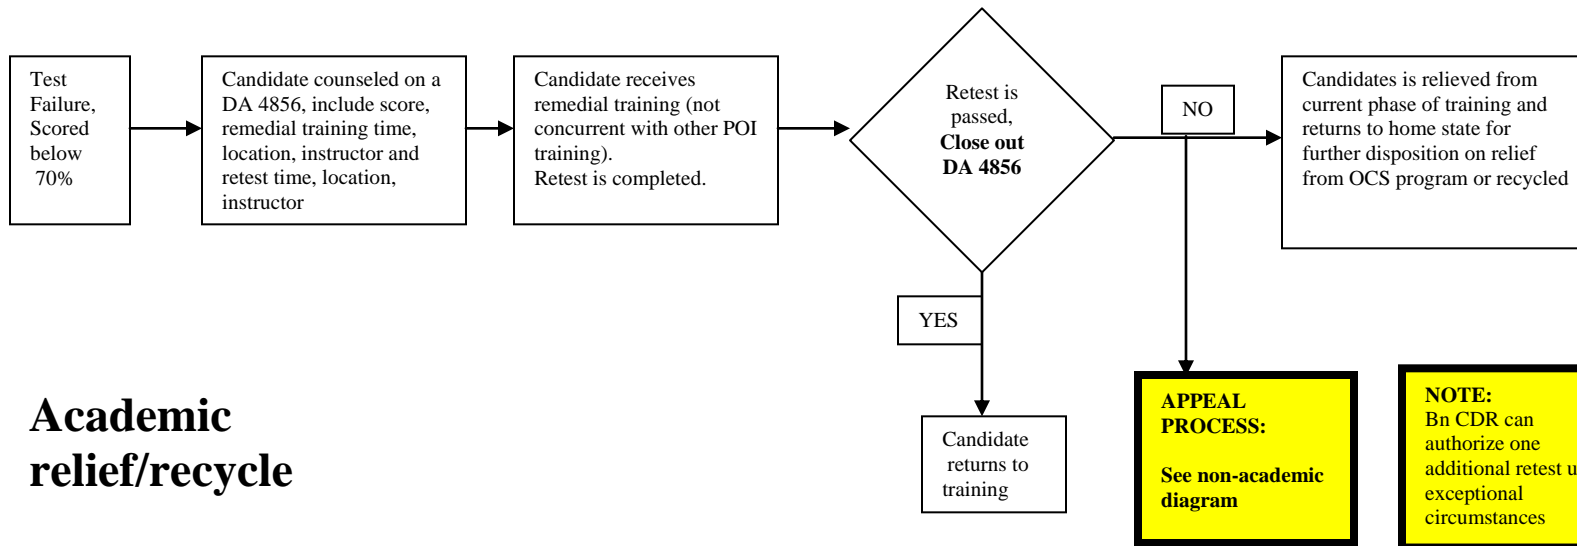 Test
Failure,
Scored
below
70%
Candidate counseled on a
DA 4856, include score,
remedial training time,
location, instructor and
retest time, location,
instructor
Candidate receives
remedial training (not
concurrent with other POI
training).
Retest is completed.
Retest is
passed,
Close out
DA 4856
NO
Candidates is relieved from
current phase of training and
returns to home state for
further disposition on relief
from OCS program or recycled
YES
Candidate
returns to
training
APPEAL
PROCESS:
See non-academic
diagram
NOTE:
Bn CDR can
authorize one
additional retest
exceptional
circumstances
Academic
relief/recycle